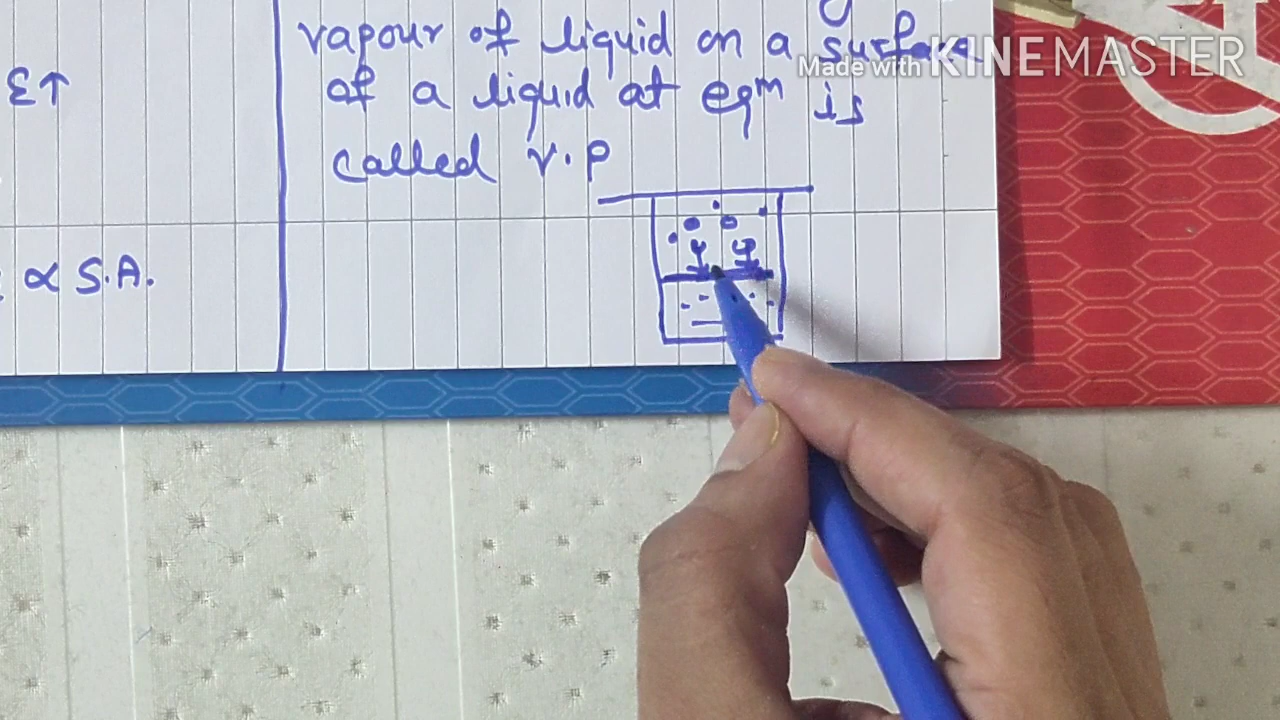 vapour of liquid on a surface
Made with KINEMASTER
E↑
of a liquid at eqm is
called v.p
∝ S.A.